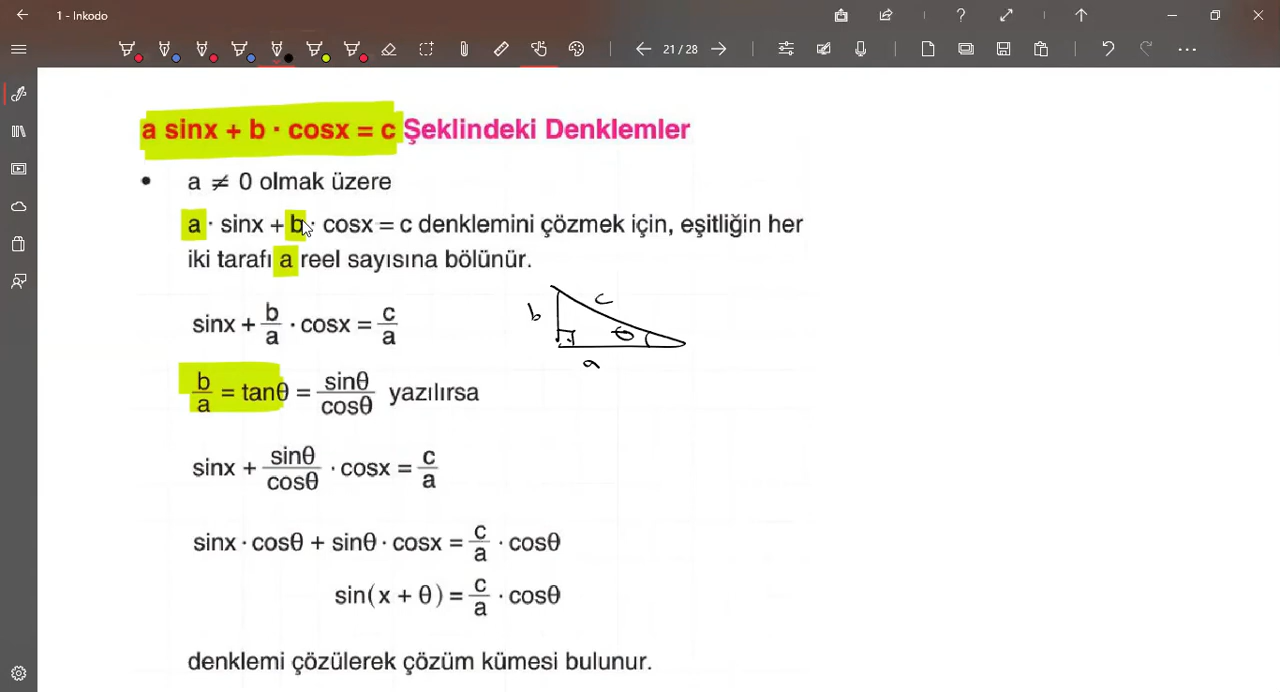 1 - Inkodo
21 / 28
a sinx + b · cosx = c Şeklindeki Denklemler
• a ≠ 0 olmak üzere
a · sinx + b · cosx = c denklemini çözmek için, eşitliğin her
iki tarafı a reel sayısına bölünür.
sinx + b/a · cosx = c/a
b c θ a
b/a = tanθ = sinθ/cosθ yazılırsa
sinx + sinθ/cosθ · cosx = c/a
sinx · cosθ + sinθ · cosx = c/a · cosθ
sin(x + θ) = c/a · cosθ
denklemi çözülerek çözüm kümesi bulunur.